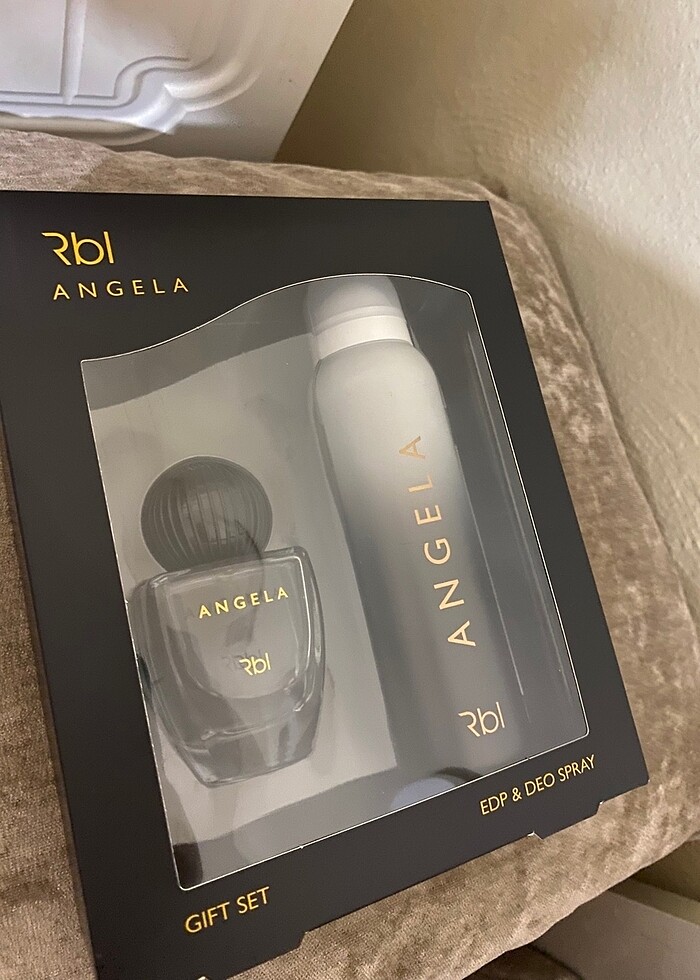 Rbl
ANGELA
ANGELA
Rbl
ANGELA
Rbl
EDP & DEO SPRAY
GIFT SET